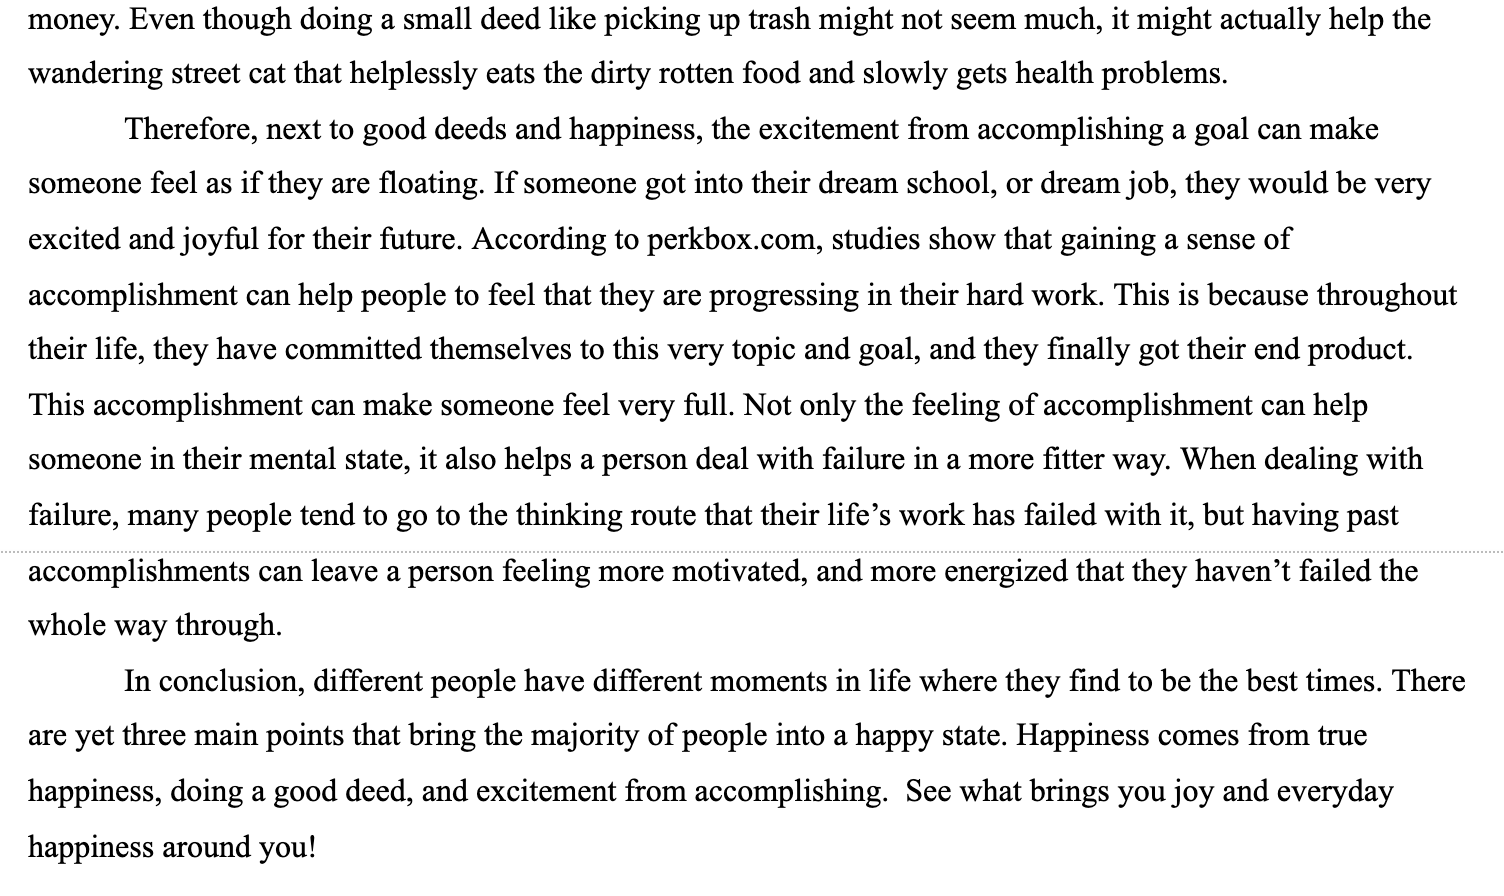 money. Even though doing a small deed like picking up trash might not seem much, it might actually help the
wandering street cat that helplessly eats the dirty rotten food and slowly gets health problems.
Therefore, next to good deeds and happiness, the excitement from accomplishing a goal can make
someone feel as if they are floating. If someone got into their dream school, or dream job, they would be very
excited and joyful for their future. According to perkbox.com, studies show that gaining a sense of
accomplishment can help people to feel that they are progressing in their hard work. This is because throughout
their life, they have committed themselves to this very topic and goal, and they finally got their end product.
This accomplishment can make someone feel very full. Not only the feeling of accomplishment can help
someone in their mental state, it also helps a person deal with failure in a more fitter way. When dealing with
failure, many people tend to go to the thinking route that their life’s work has failed with it, but having past
accomplishments can leave a person feeling more motivated, and more energized that they haven’t failed the
whole way through.
In conclusion, different people have different moments in life where they find to be the best times. There
are yet three main points that bring the majority of people into a happy state. Happiness comes from true
happiness, doing a good deed, and excitement from accomplishing.  See what brings you joy and everyday
happiness around you!